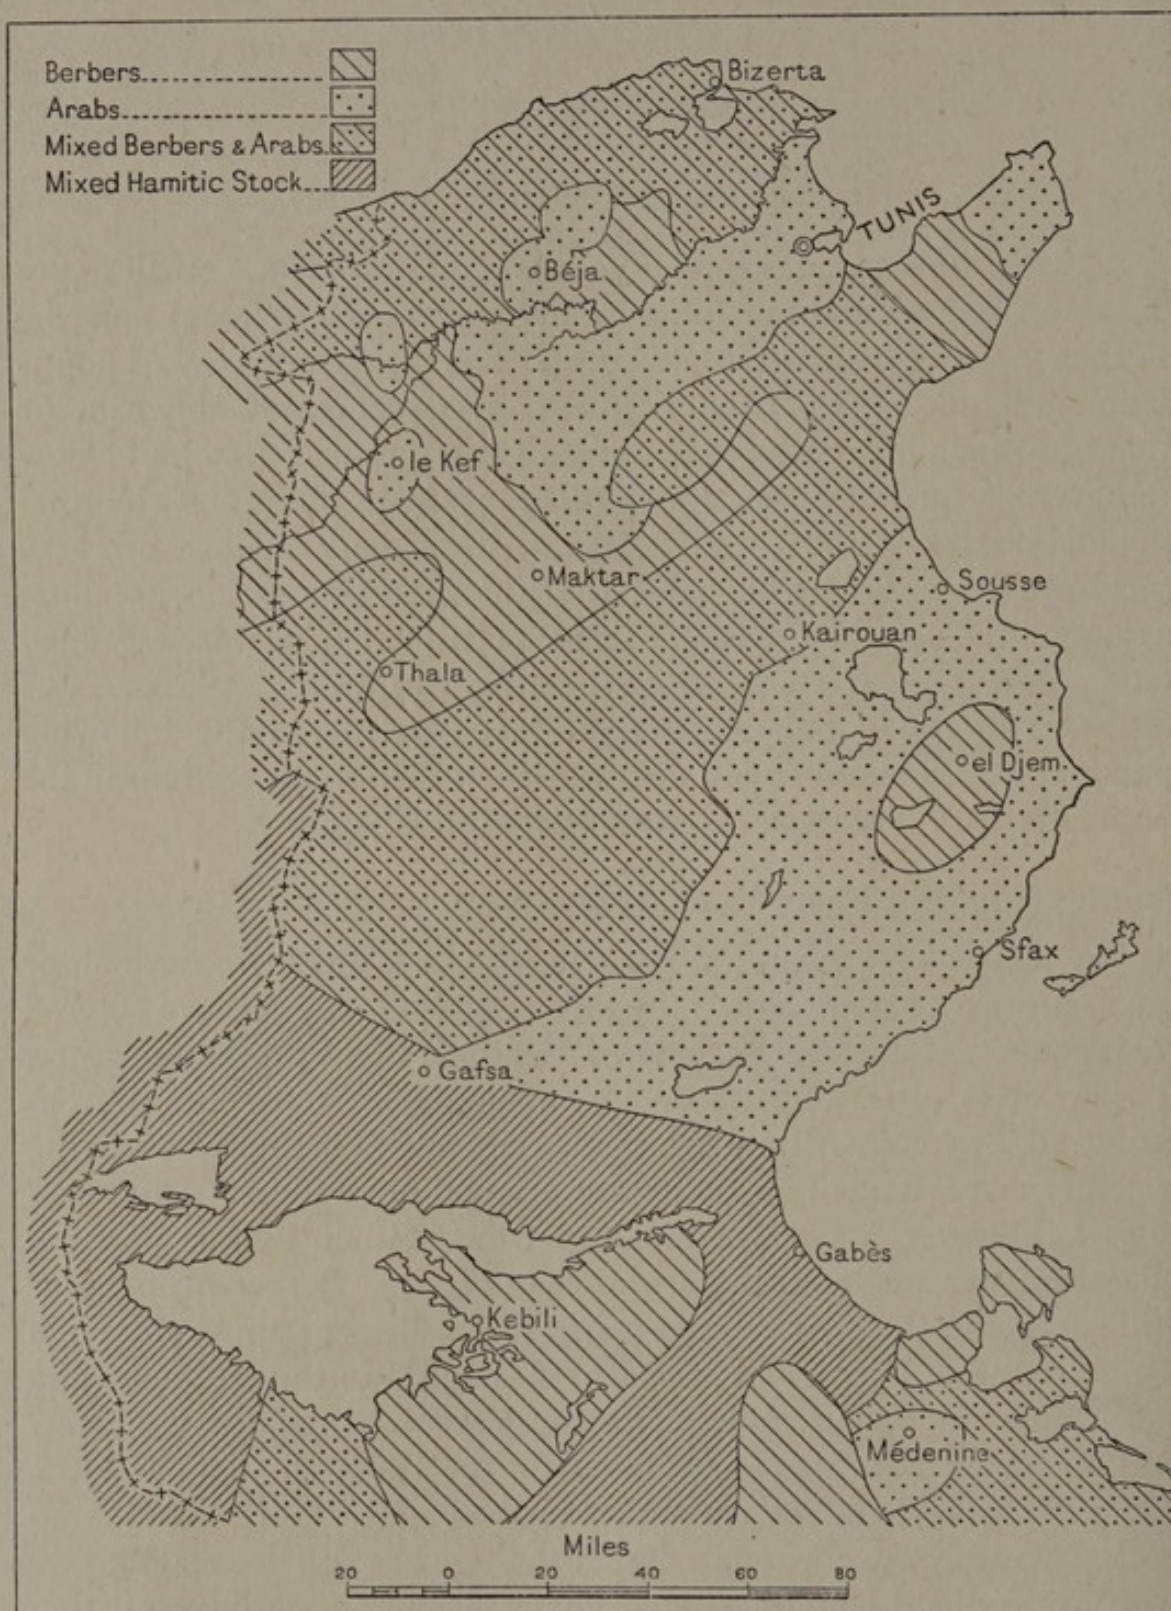 Berbers
Arabs
Mixed Berbers & Arabs
Mixed Hamitic Stock
Bizerta
TUNIS
Béja
le Kef
Maktar
Sousse
Kairouan
Thala
el Djem
Sfax
Gafsa
Gabès
Kebili
Médenine
Miles
20 0 20 40 60 80